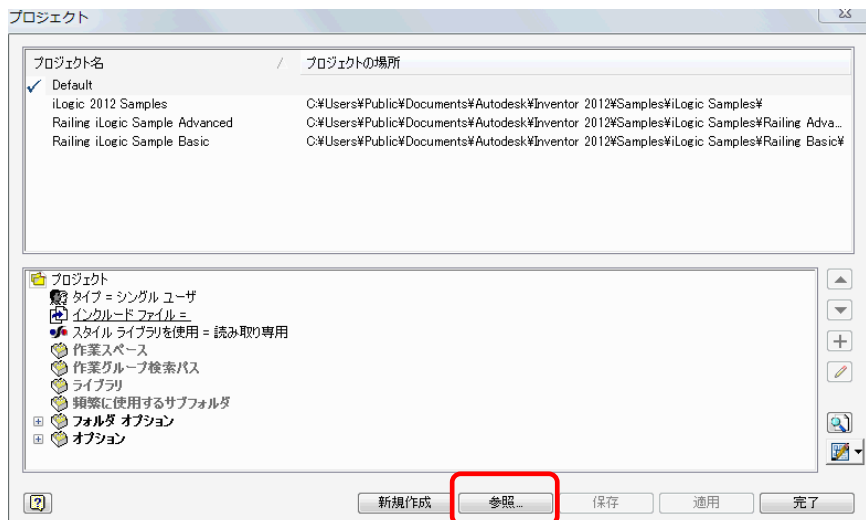 プロジェクト
プロジェクト名 / プロジェクトの場所
Default
iLogic 2012 Samples C:¥Users¥Public¥Documents¥Autodesk¥Inventor 2012¥Samples¥iLogic Samples¥
Railing iLogic Sample Advanced C:¥Users¥Public¥Documents¥Autodesk¥Inventor 2012¥Samples¥iLogic Samples¥Railing Adva...
Railing iLogic Sample Basic C:¥Users¥Public¥Documents¥Autodesk¥Inventor 2012¥Samples¥iLogic Samples¥Railing Basic¥
プロジェクト
タイプ = シングル ユーザ
インクルード ファイル =
スタイル ライブラリを使用 = 読み取り専用
作業スペース
作業グループ検索パス
ライブラリ
頻繁に使用するサブフォルダ
フォルダ オプション
オプション
新規作成 参照... 保存 適用 完了